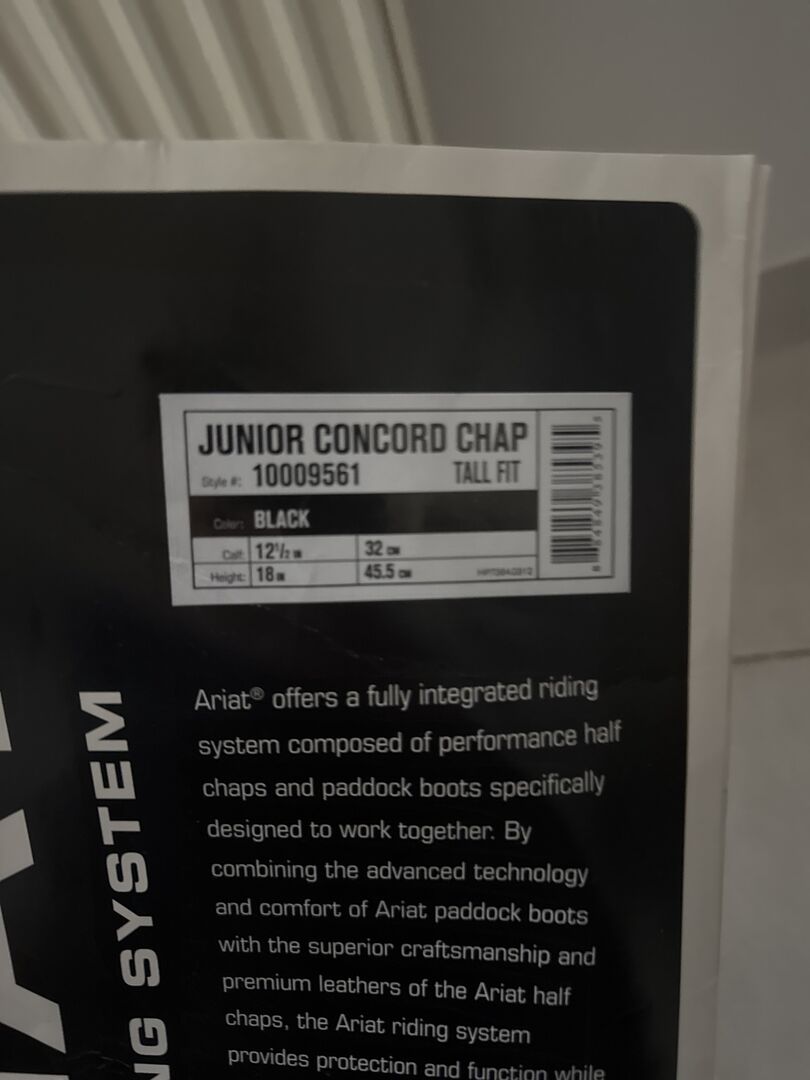 JUNIOR CONCORD CHAP
Style #: 10009561 TALL FIT
Color: BLACK
Calf: 12 1/2 IN 32 CM
Height: 18 IN 45.5 CM
Ariat® offers a fully integrated riding
system composed of performance half
chaps and paddock boots specifically
designed to work together. By
combining the advanced technology
and comfort of Ariat paddock boots
with the superior craftsmanship and
premium leathers of the Ariat half
chaps, the Ariat riding system
provides protection and function while
NG SYSTEM